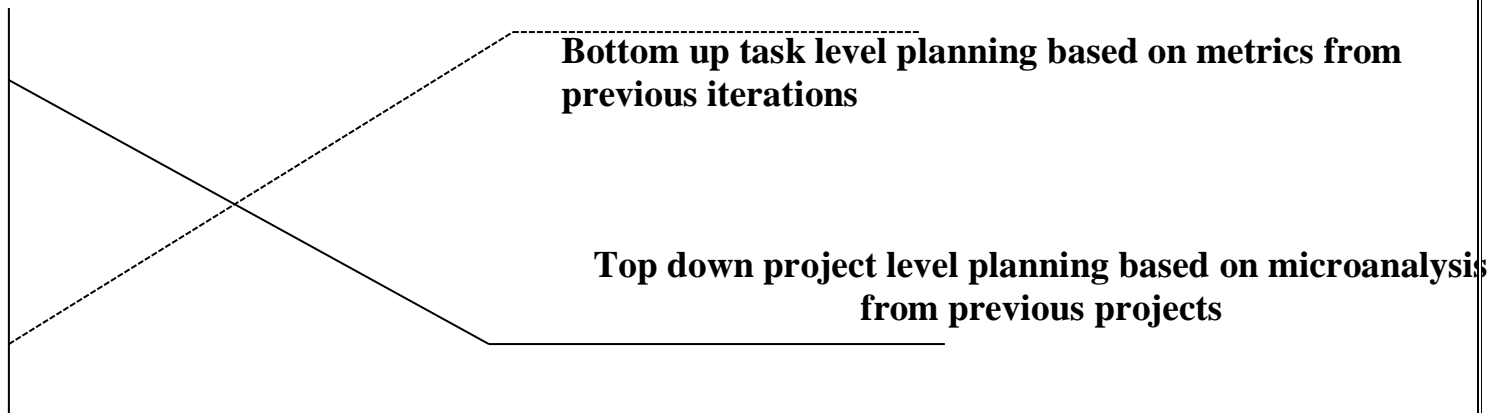 Bottom up task level planning based on metrics from
previous iterations
Top down project level planning based on microanalysis
from previous projects